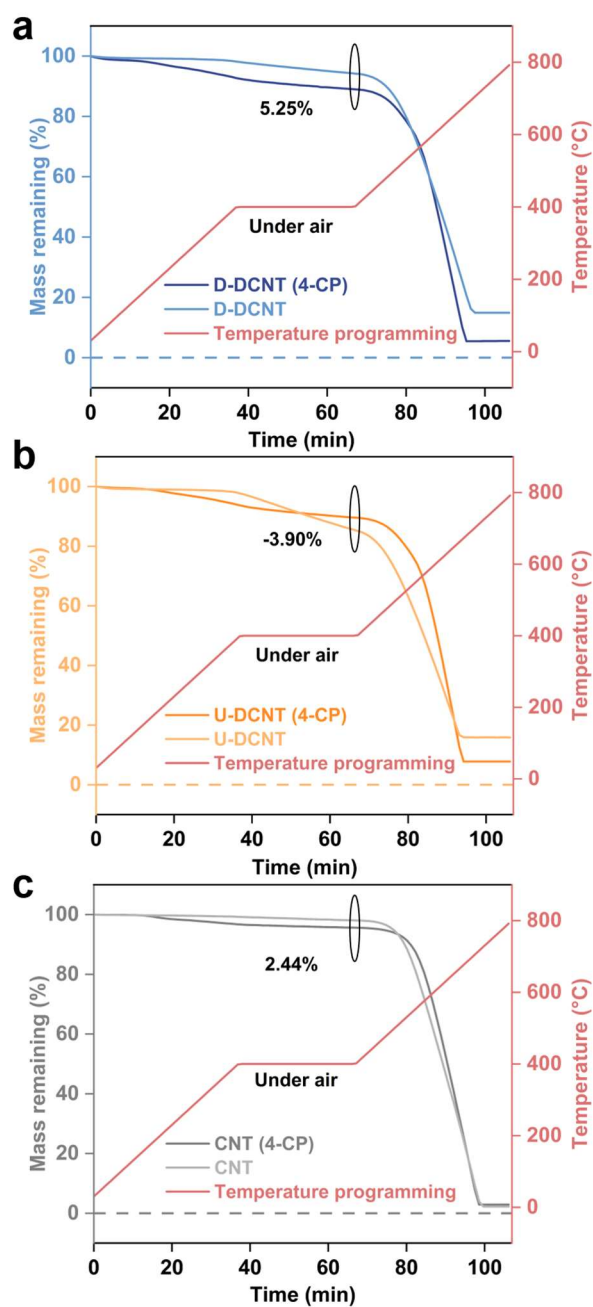 a
100
80
60
40
20
0
Mass remaining (%)
5.25%
Under air
D-DCNT (4-CP)
D-DCNT
Temperature programming
800
600
400
200
0
Temperature (°C)
0 20 40 60 80 100
Time (min)
b
100
80
60
40
20
0
Mass remaining (%)
-3.90%
Under air
U-DCNT (4-CP)
U-DCNT
Temperature programming
800
600
400
200
0
Temperature (°C)
0 20 40 60 80 100
Time (min)
c
100
80
60
40
20
0
Mass remaining (%)
2.44%
Under air
CNT (4-CP)
CNT
Temperature programming
800
600
400
200
0
Temperature (°C)
0 20 40 60 80 100
Time (min)